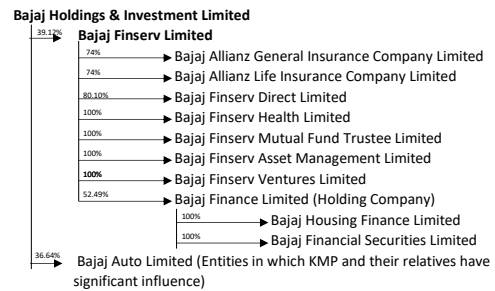 Bajaj Holdings & Investment Limited
39.12% Bajaj Finserv Limited
74% Bajaj Allianz General Insurance Company Limited
74% Bajaj Allianz Life Insurance Company Limited
80.10% Bajaj Finserv Direct Limited
100% Bajaj Finserv Health Limited
100% Bajaj Finserv Mutual Fund Trustee Limited
100% Bajaj Finserv Asset Management Limited
100% Bajaj Finserv Ventures Limited
52.49% Bajaj Finance Limited (Holding Company)
100% Bajaj Housing Finance Limited
100% Bajaj Financial Securities Limited
36.64% Bajaj Auto Limited (Entities in which KMP and their relatives have
significant influence)